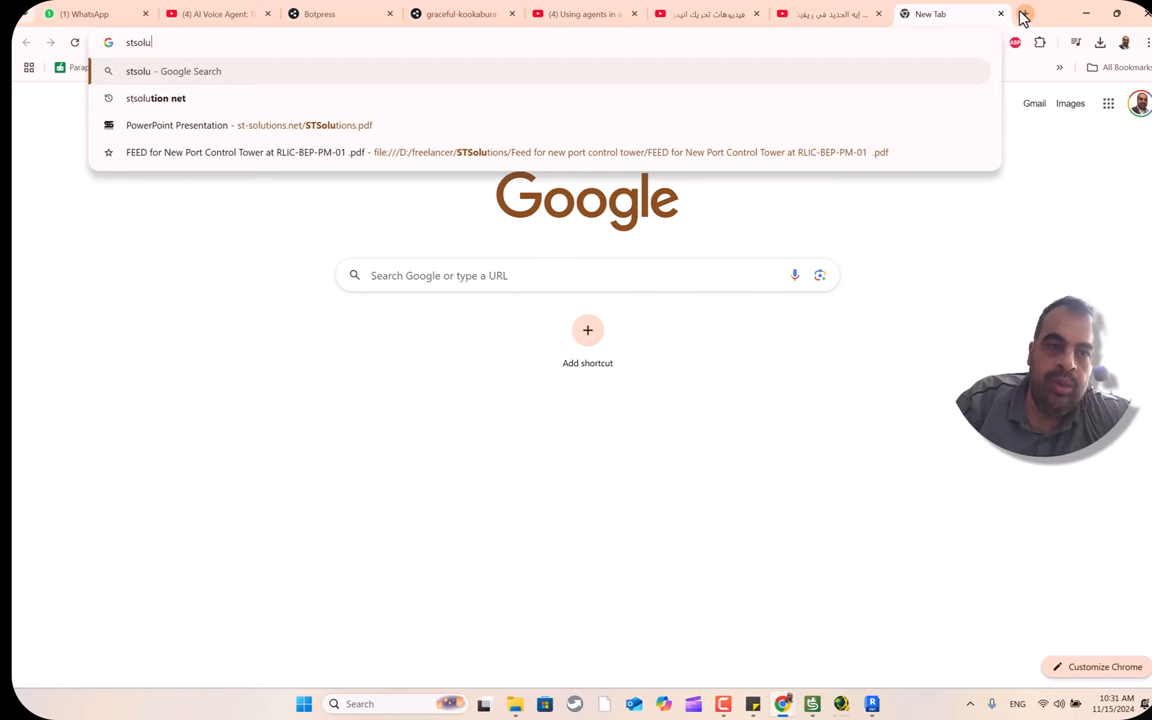 (1) WhatsApp
(4) AI Voice Agent: T
Botpress
graceful-kookabura
(4) Using agents in a
فيديوهات تحريك انيم
إيه الجديد في ريفي...
New Tab
stsolu
ABP
Parap
All Bookmarks
stsolu - Google Search
stsolution net
PowerPoint Presentation - st-solutions.net/STSolutions.pdf
FEED for New Port Control Tower at RLIC-BEP-PM-01 .pdf - file:///D:/freelancer/STSolutions/Feed for new port control tower/FEED for New Port Control Tower at RLIC-BEP-PM-01 .pdf
Gmail
Images
Google
Search Google or type a URL
Add shortcut
Customize Chrome
Search
ENG
10:31 AM
11/15/2024